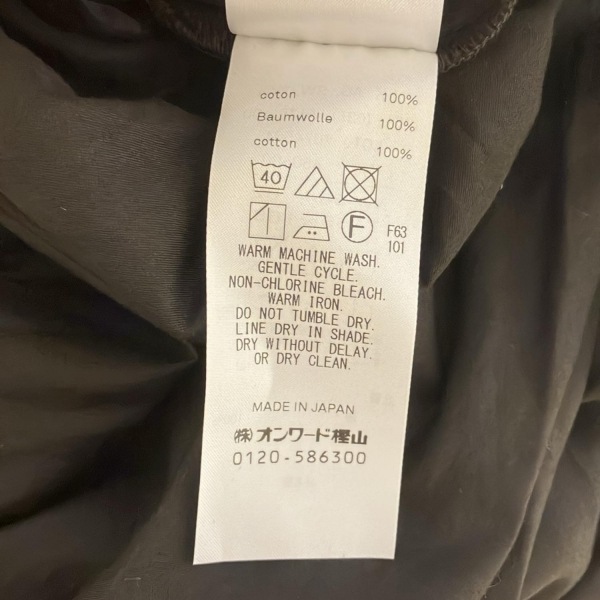 coton 100%
Baumwolle 100%
cotton 100%
40
F F63
101
WARM MACHINE WASH.
GENTLE CYCLE.
NON-CHLORINE BLEACH.
WARM IRON.
DO NOT TUMBLE DRY.
LINE DRY IN SHADE.
DRY WITHOUT DELAY.
OR DRY CLEAN.
MADE IN JAPAN
㈱オンワード樫山
0120-586300